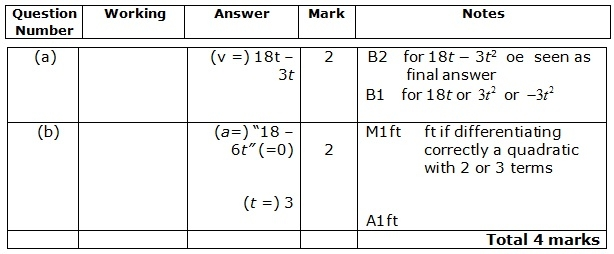 Question Number Working Answer Mark Notes
(a) (v =) 18t – 2 B2 for 18t − 3t² oe seen as
3t final answer
B1 for 18t or 3t² or −3t²
(b) (a=) “18 – M1ft ft if differentiating
6t” (=0) 2 correctly a quadratic
with 2 or 3 terms
(t =) 3
A1ft
Total 4 marks